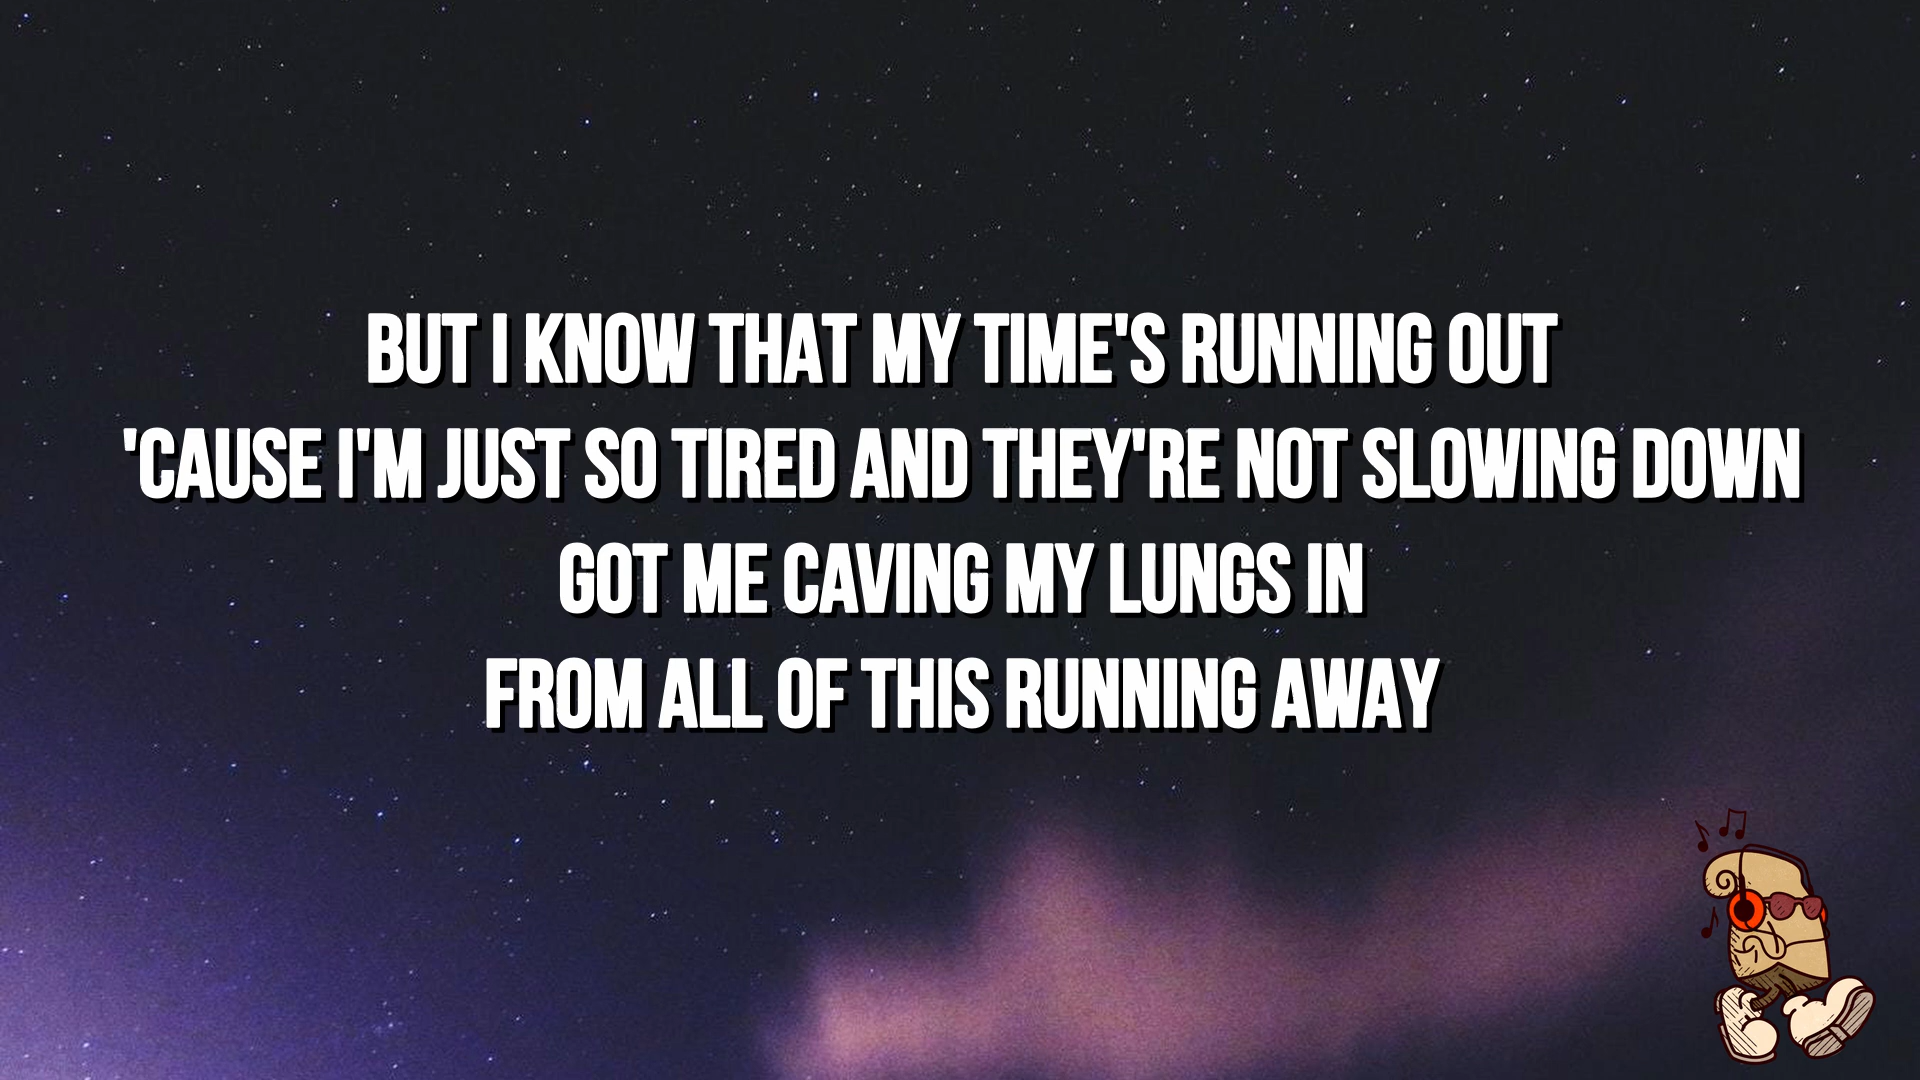 BUT I KNOW THAT MY TIME'S RUNNING OUT
'CAUSE I'M JUST SO TIRED AND THEY'RE NOT SLOWING DOWN
GOT ME CAVING MY LUNGS IN
FROM ALL OF THIS RUNNING AWAY